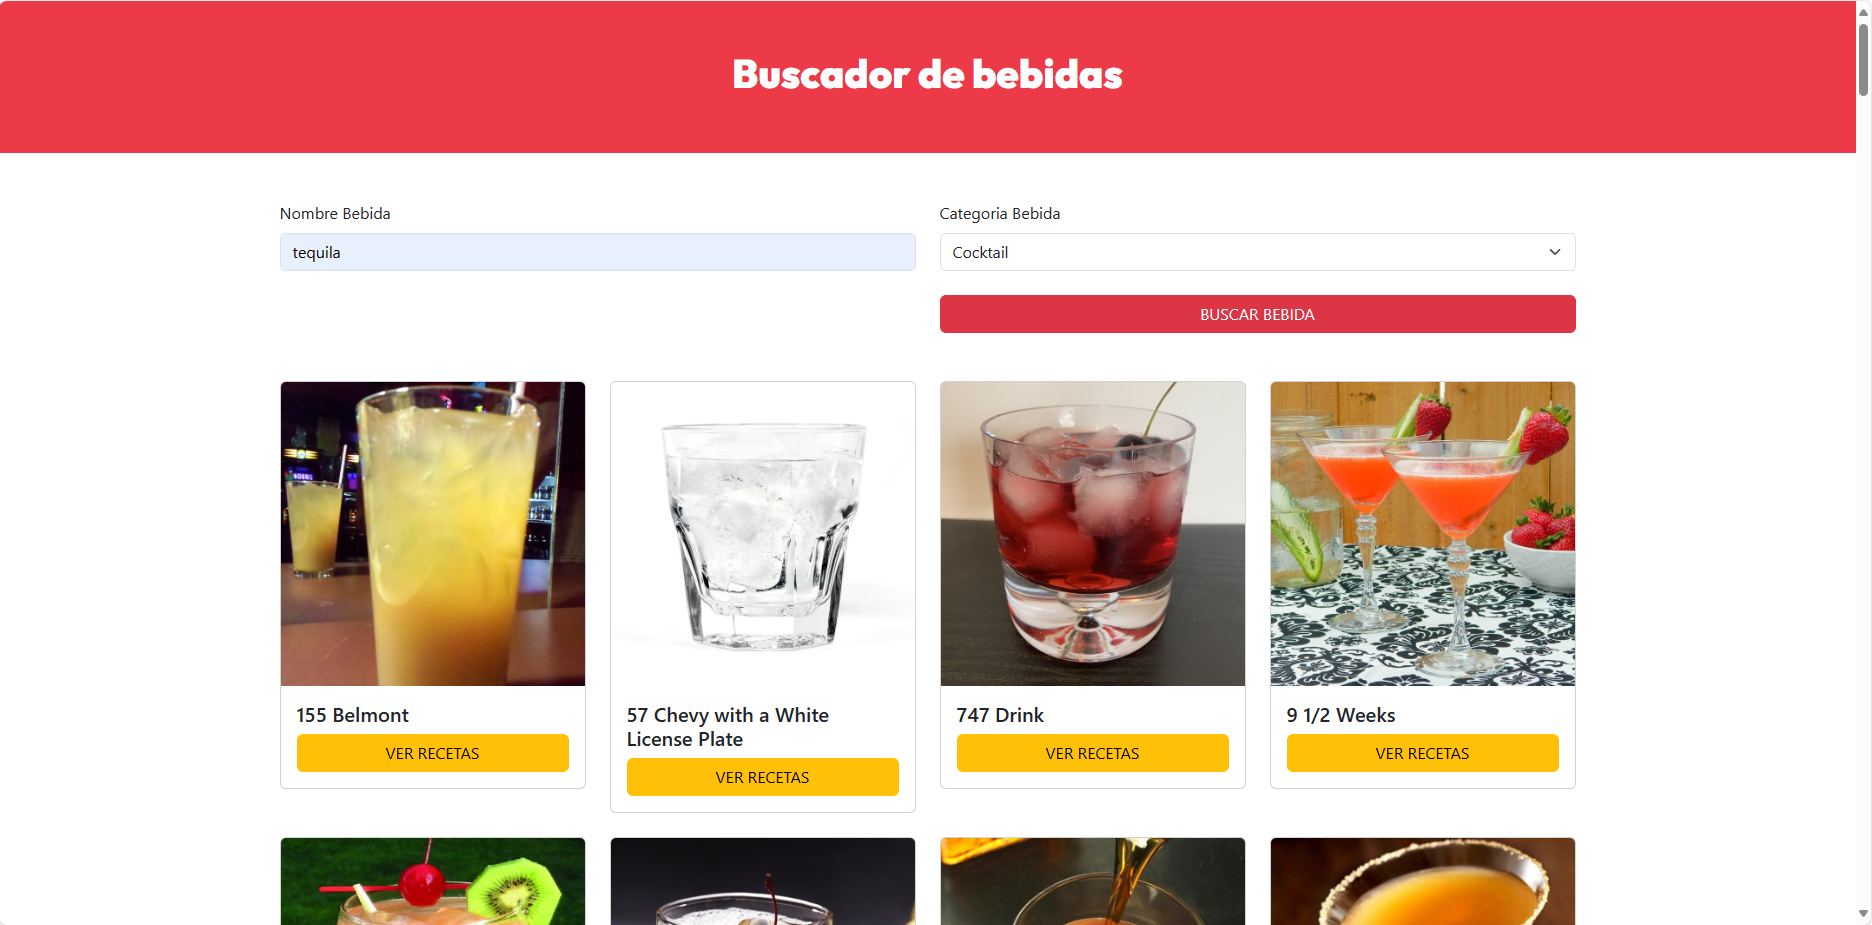 Buscador de bebidas
Nombre Bebida
Categoria Bebida
tequila
Cocktail
BUSCAR BEBIDA
155 Belmont
VER RECETAS
57 Chevy with a White
License Plate
VER RECETAS
747 Drink
VER RECETAS
9 1/2 Weeks
VER RECETAS